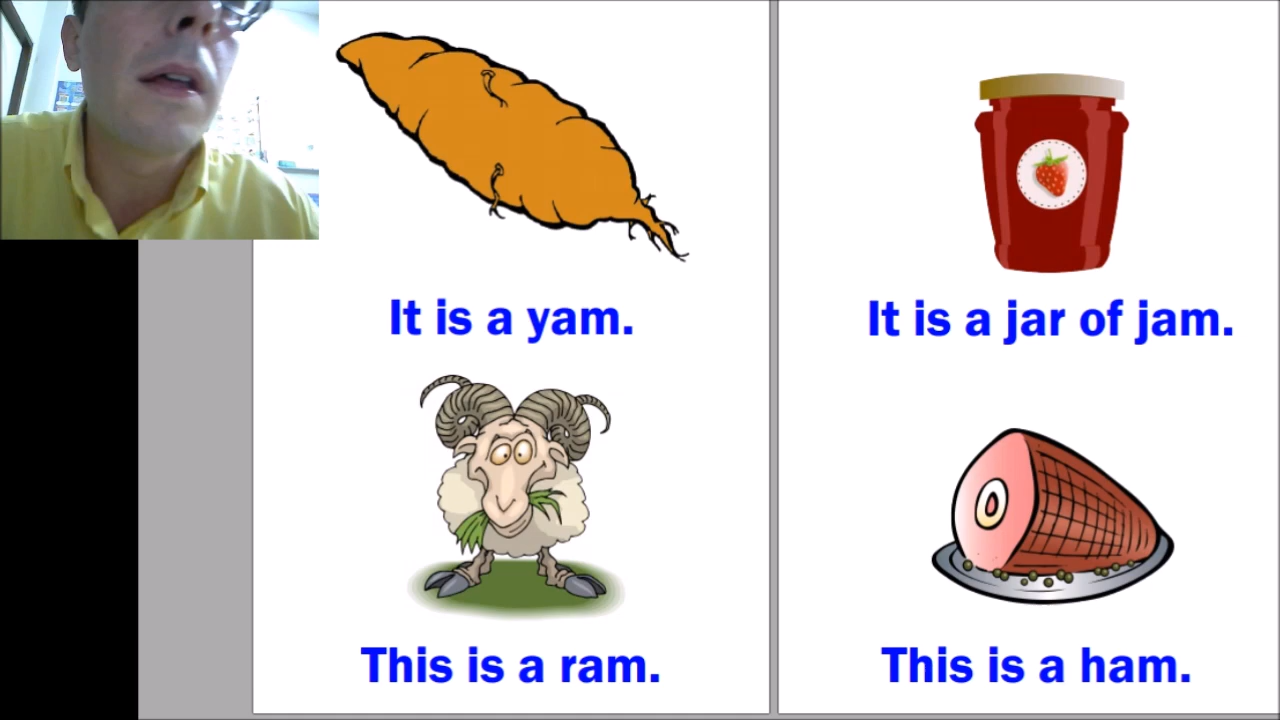 It is a yam.
It is a jar of jam.
This is a ram.
This is a ham.